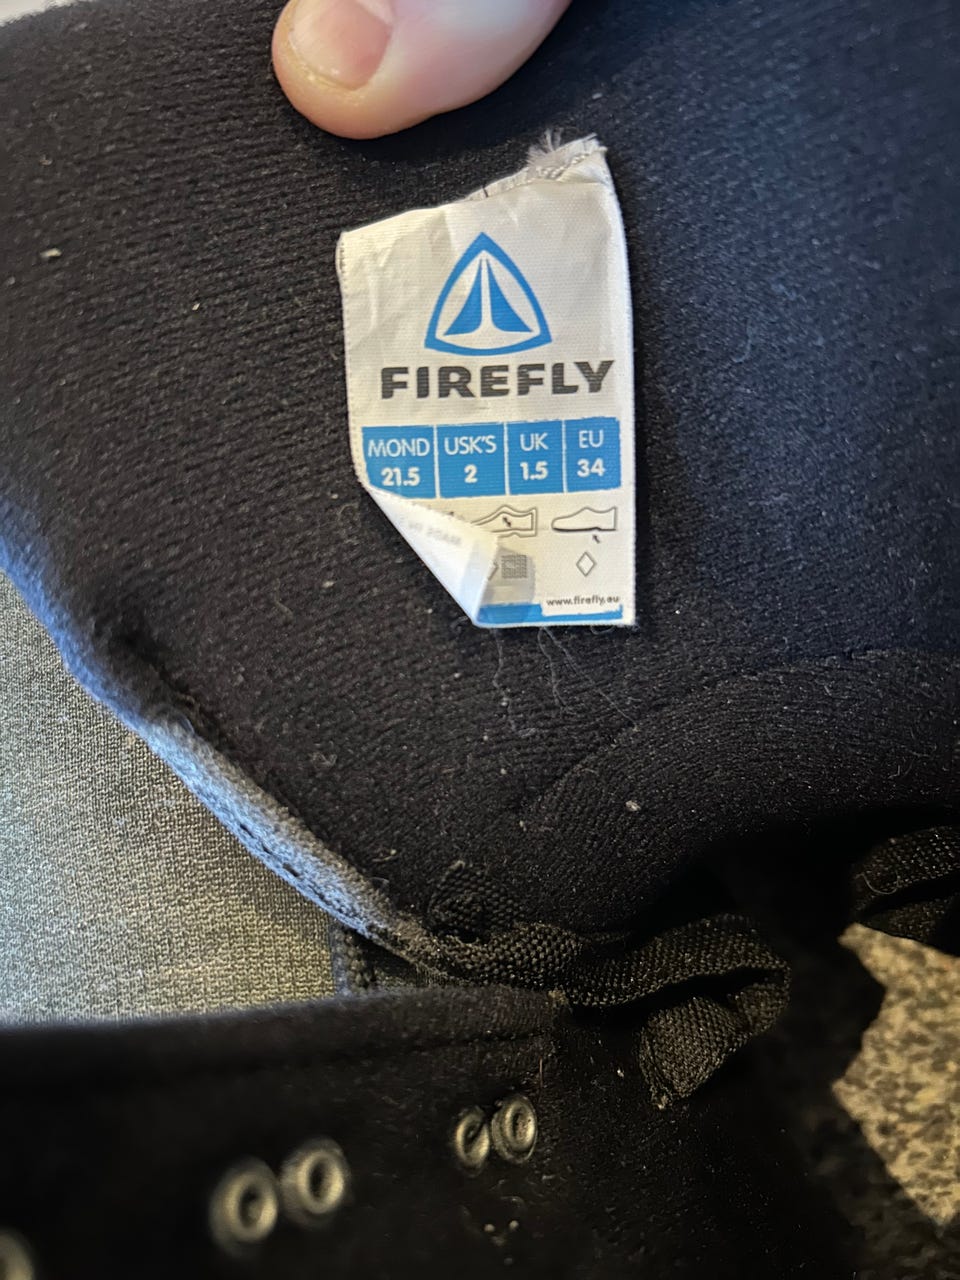 FIREFLY
MOND USK'S UK EU
21.5 2 1.5 34
www.firefly.eu